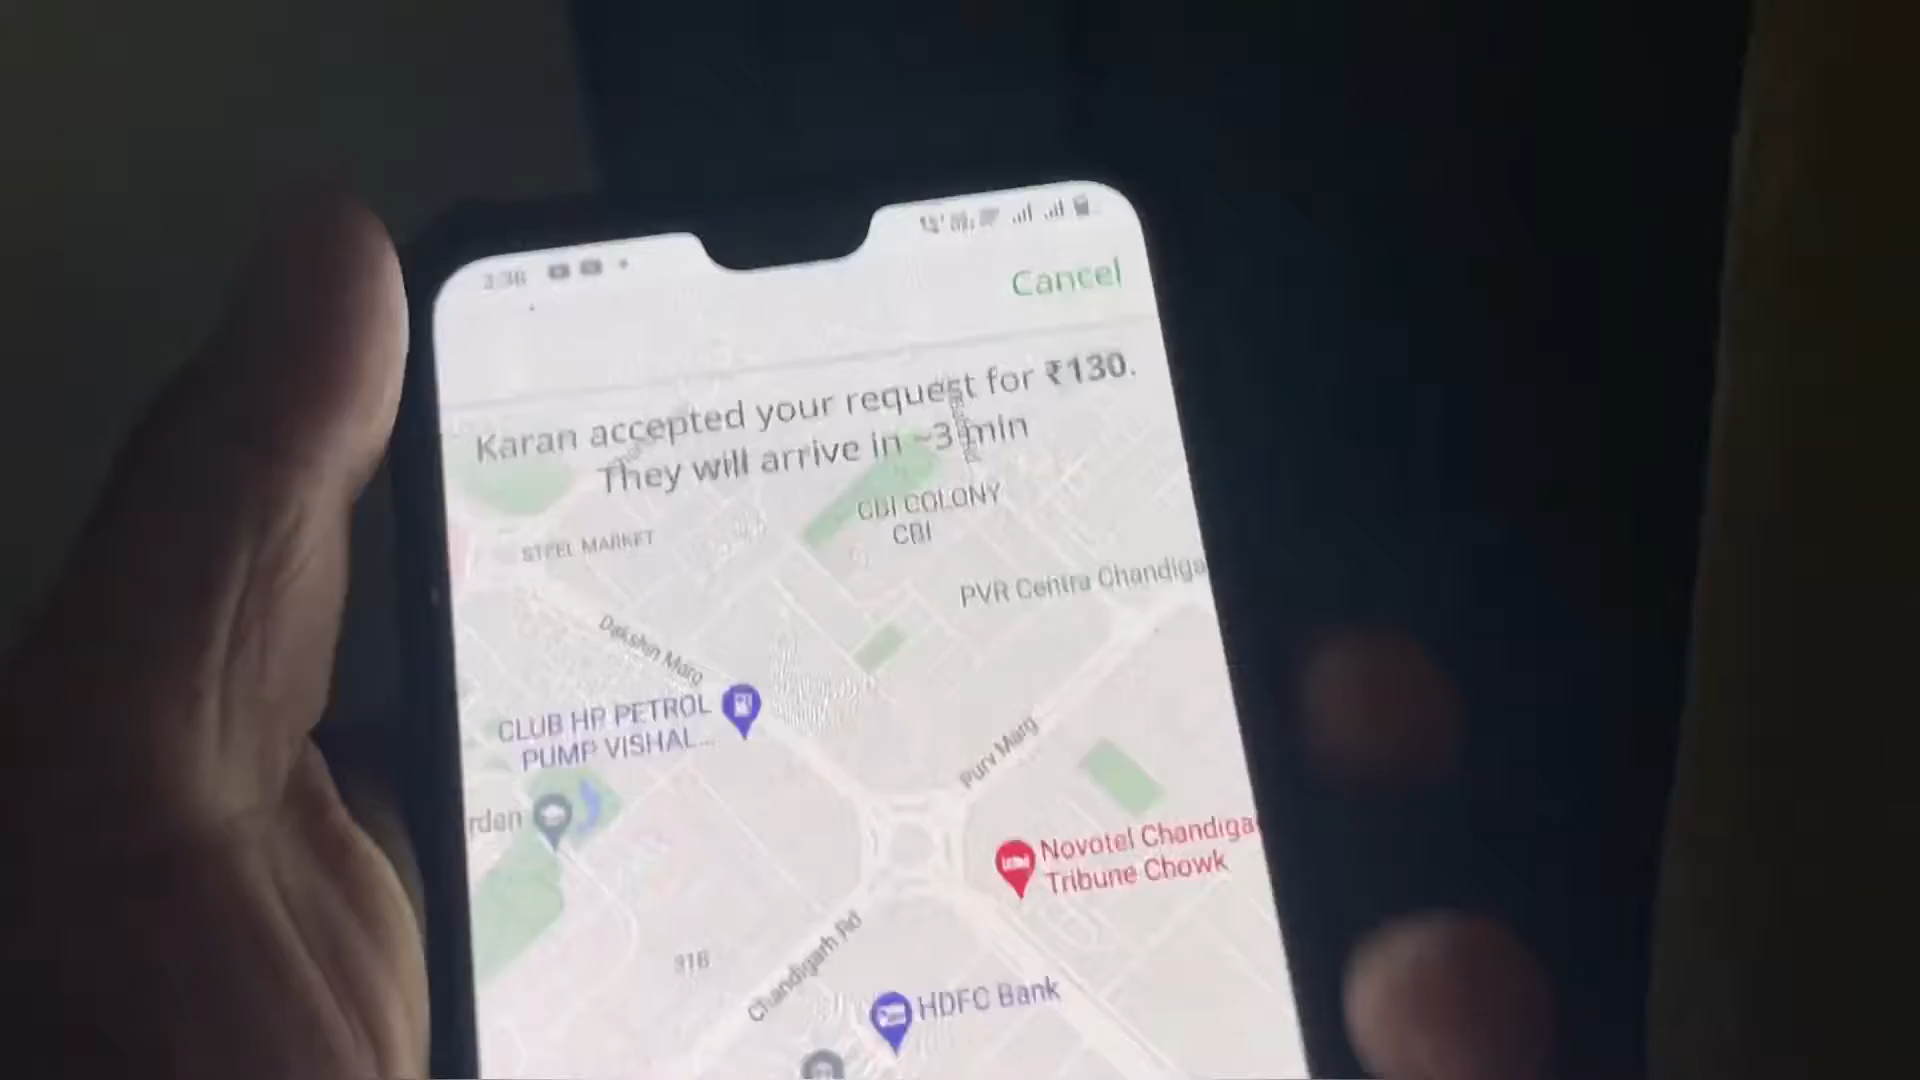 3:36
Cancel
Karan accepted your request for ₹130.
They will arrive in ~3 min
CBI COLONY
CBI
STEEL MARKET
PVR Centra Chandiga
Dakshin Marg
CLUB HP PETROL
PUMP VISHAL...
Purv Marg
rden
Novotel Chandiga
Tribune Chowk
Chandigarh Rd
HDFC Bank